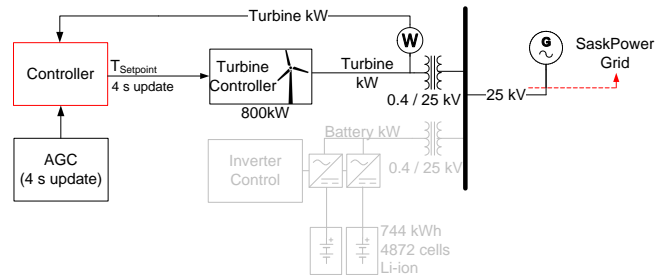 Turbine kW
W
G
SaskPower
Grid
Controller
TSetpoint
4 s update
Turbine
Controller
800kW
Turbine
kW
0.4 / 25 kV
25 kV
AGC
(4 s update)
Battery kW
Inverter
Control
0.4 / 25 kV
744 kWh
4872 cells
Li-ion